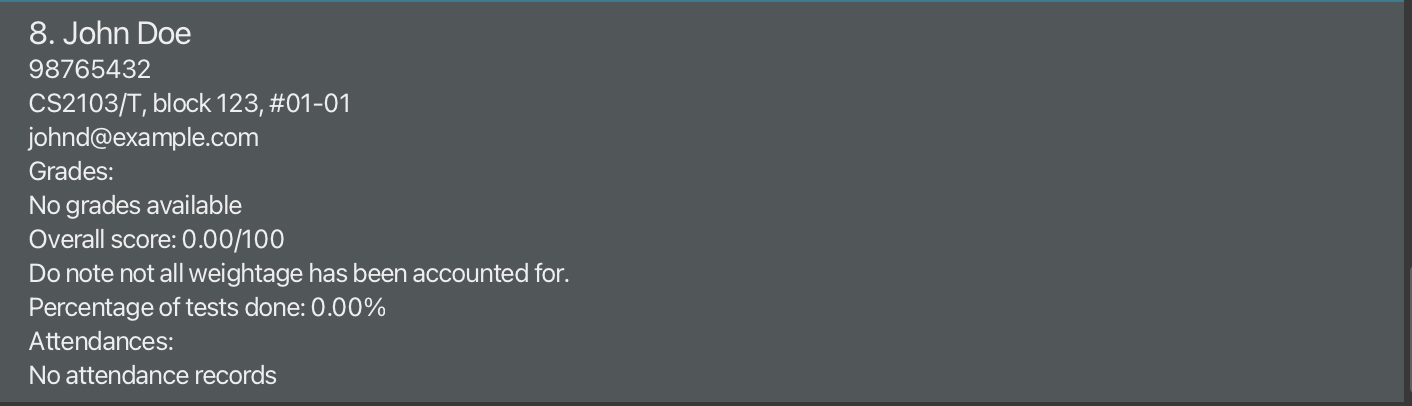 8. John Doe
98765432
CS2103/T, block 123, #01-01
johnd@example.com
Grades:
No grades available
Overall score: 0.00/100
Do note not all weightage has been accounted for.
Percentage of tests done: 0.00%
Attendances:
No attendance records